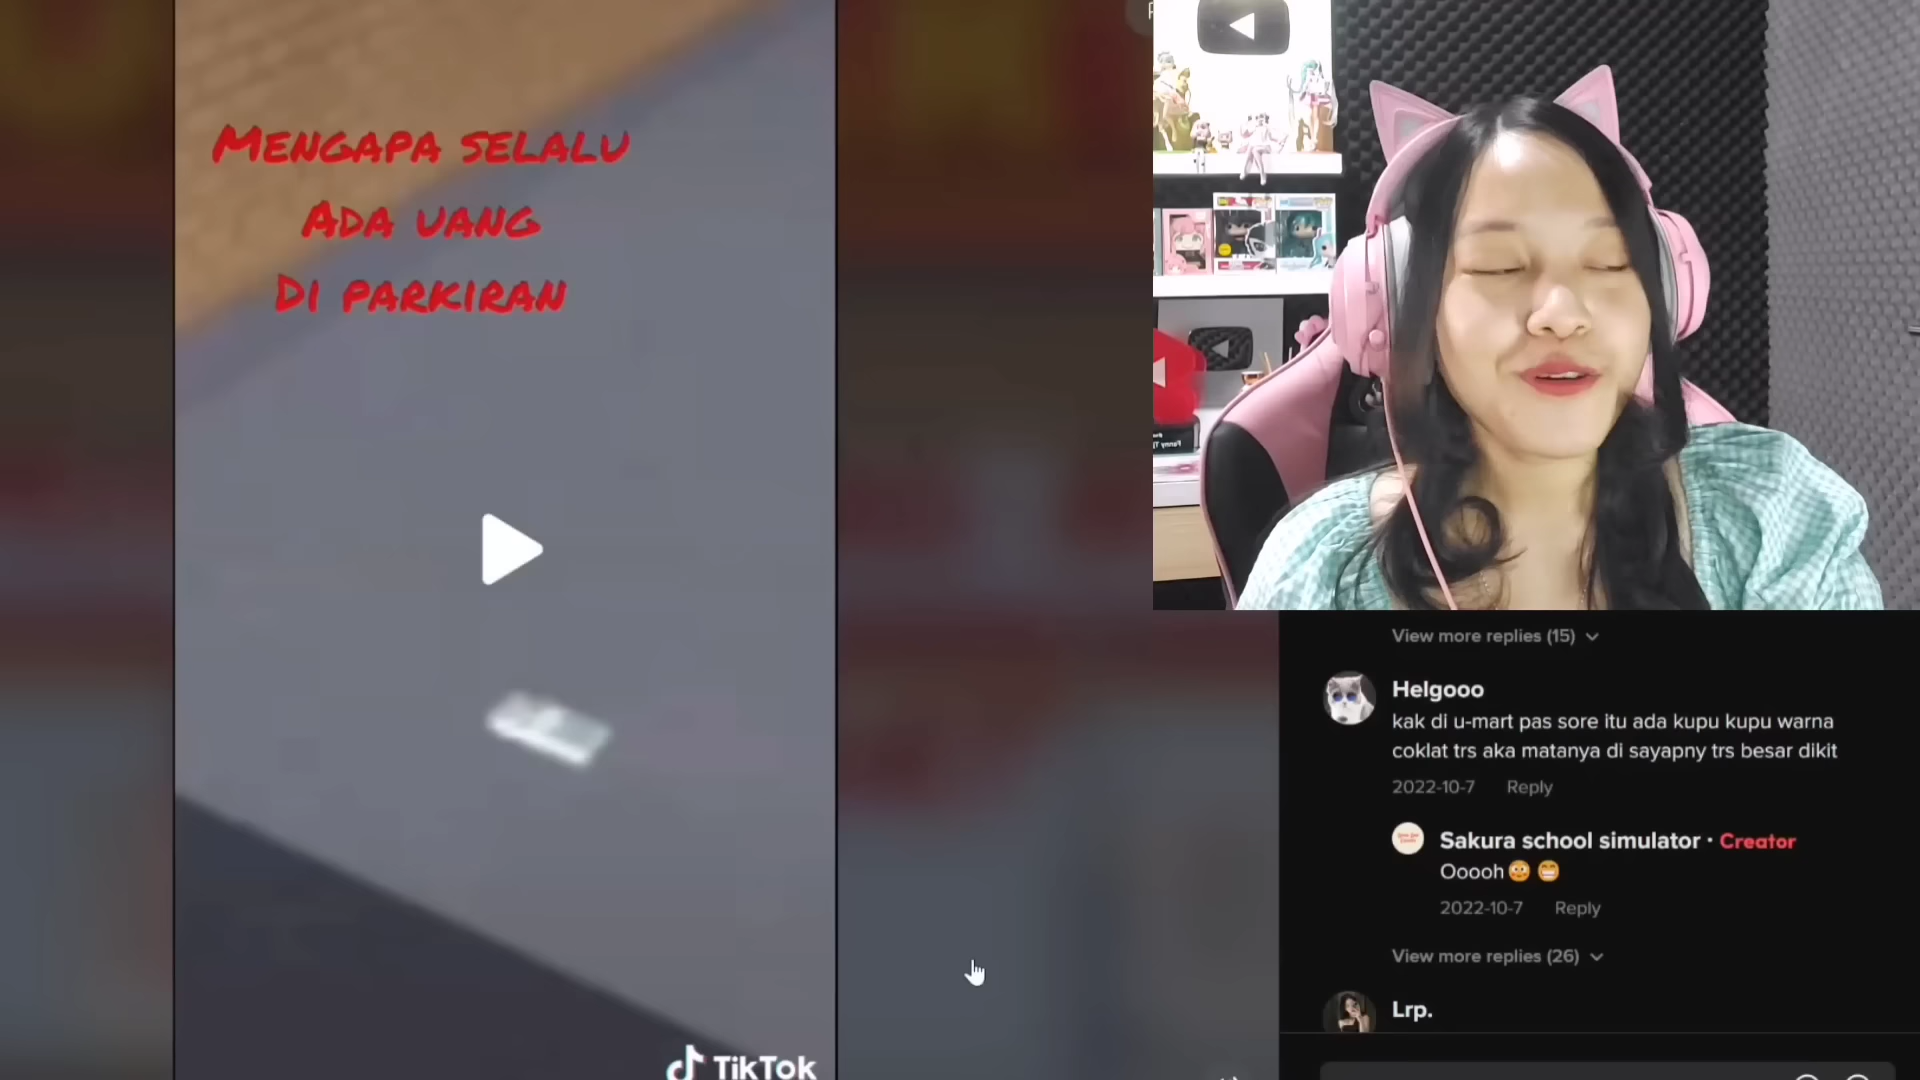 MENGAPA SELALU
ADA UANG
DI PARKIRAN
TikTok
View more replies (15)
Helgooo
kak di u-mart pas sore itu ada kupu kupu warna
coklat trs aka matanya di sayapny trs besar dikit
2022-10-7 Reply
Sakura school simulator · Creator
Ooooh😳 😁
2022-10-7 Reply
View more replies (26)
Lrp.